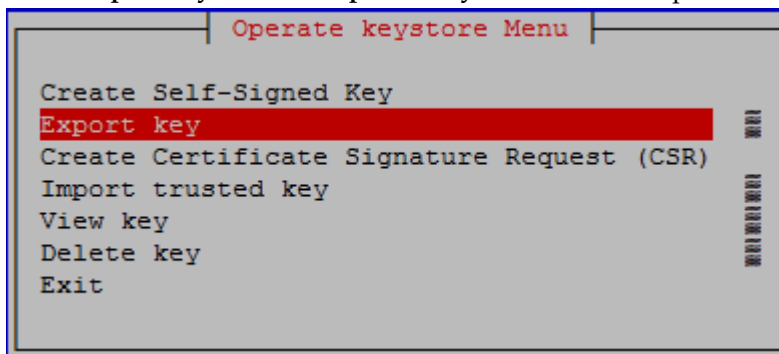 Operate keystore Menu
Create Self-Signed Key
Export key
Create Certificate Signature Request (CSR)
Import trusted key
View key
Delete key
Exit